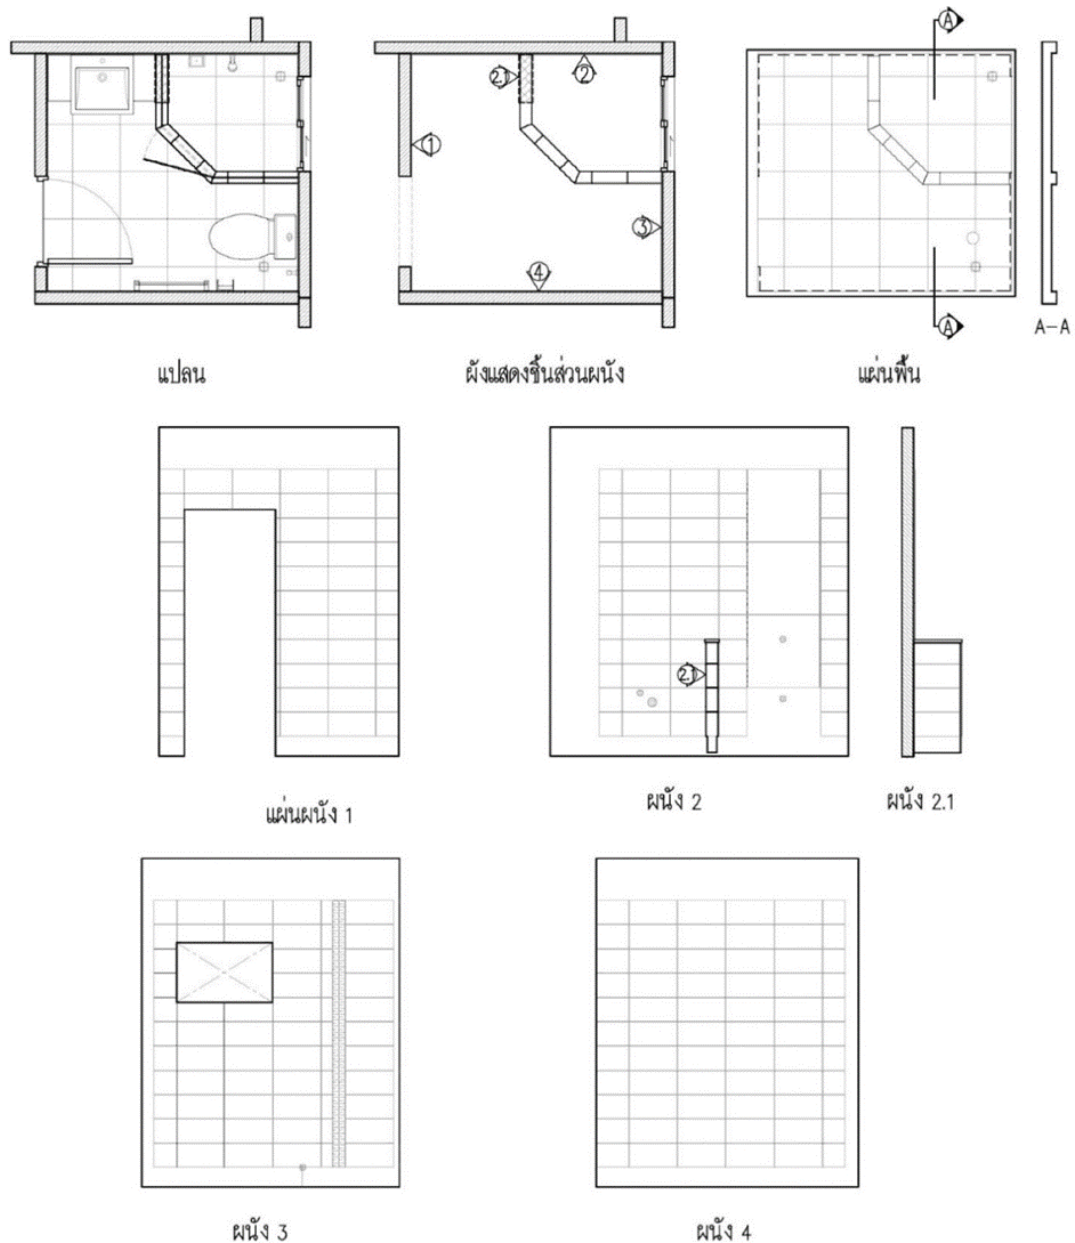 A
2.1
2
1
3
4
A
A-A
แปลน
ผังแสดงชิ้นส่วนผนัง
แผ่นพื้น
2.1
แผ่นผนัง 1
ผนัง 2
ผนัง 2.1
ผนัง 3
ผนัง 4